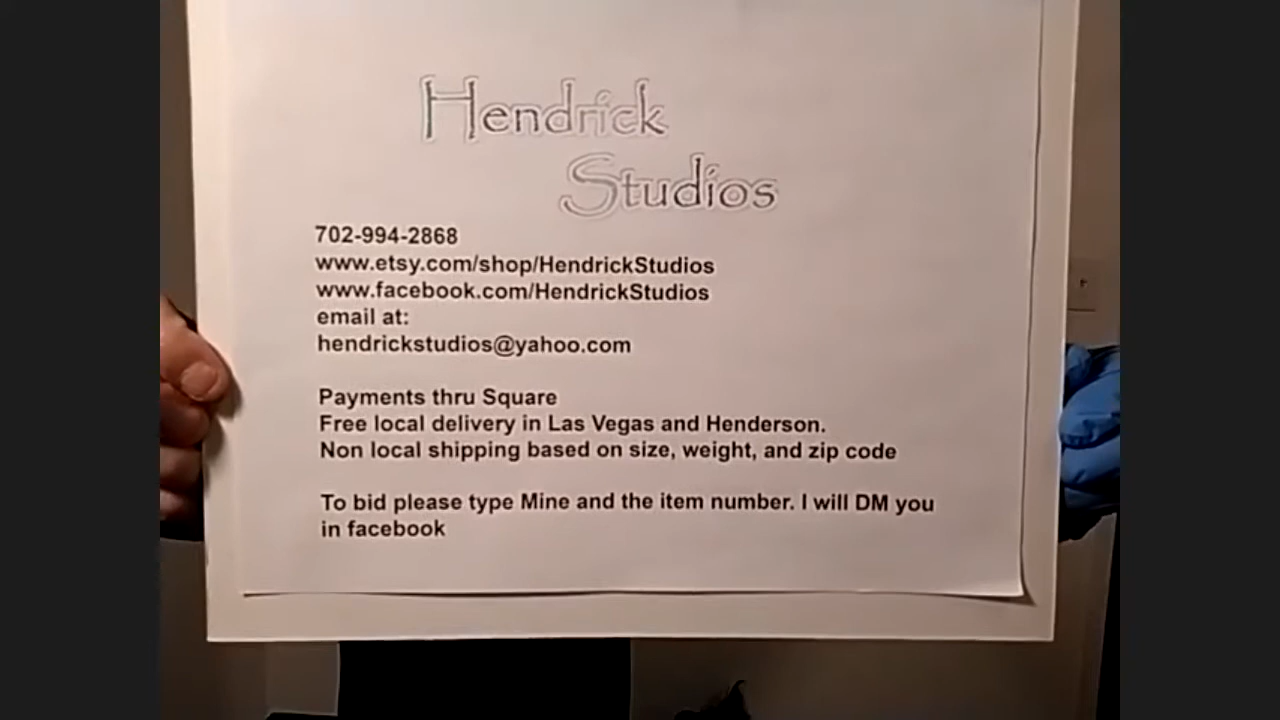 Hendrick
Studios
702-994-2868
www.etsy.com/shop/HendrickStudios
www.facebook.com/HendrickStudios
email at:
hendrickstudios@yahoo.com
Payments thru Square
Free local delivery in Las Vegas and Henderson.
Non local shipping based on size, weight, and zip code
To bid please type Mine and the item number. I will DM you
in facebook